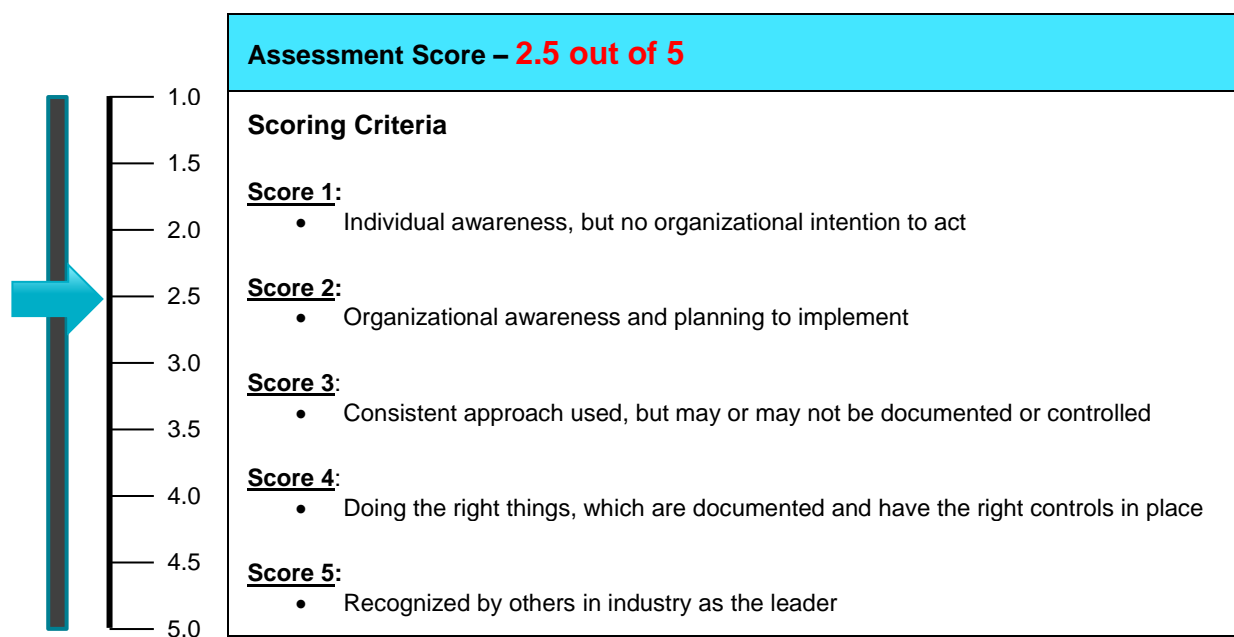 Assessment Score – 2.5 out of 5
1.0
1.5
2.0
2.5
3.0
3.5
4.0
4.5
5.0
Scoring Criteria
Score 1:
• Individual awareness, but no organizational intention to act
Score 2:
• Organizational awareness and planning to implement
Score 3:
• Consistent approach used, but may or may not be documented or controlled
Score 4:
• Doing the right things, which are documented and have the right controls in place
Score 5:
• Recognized by others in industry as the leader